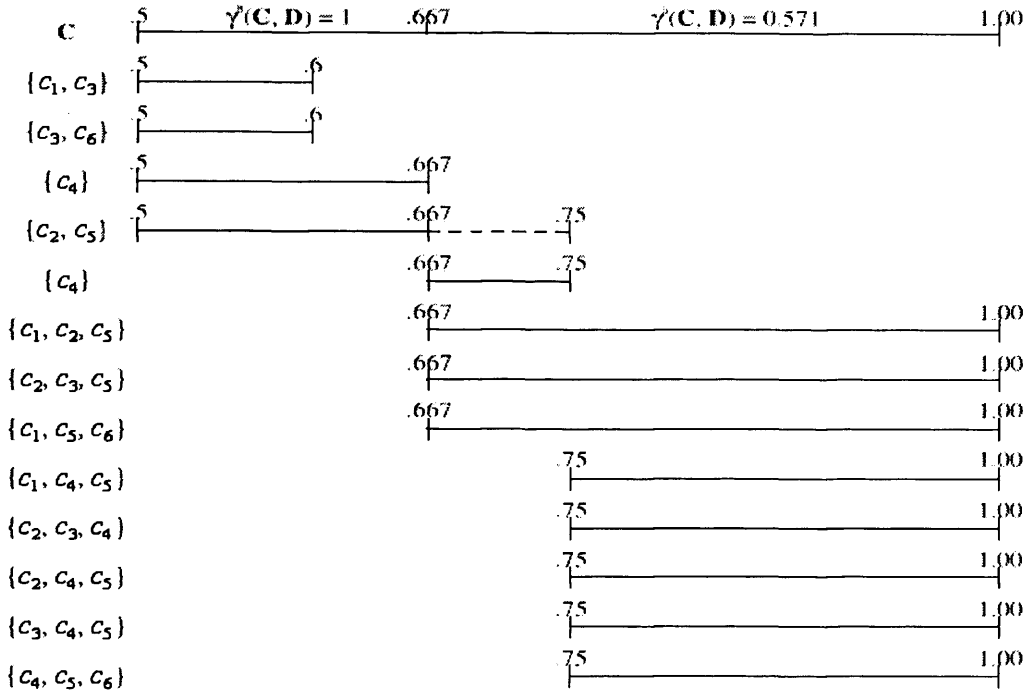 C .5 γᵝ(C, D) = 1 .667 γᵝ(C, D) = 0.571 1.00
{c₁, c₃} .5 .6
{c₃, c₆} .5 .6
{c₄} .5 .667
{c₂, c₅} .5 .667 .75
{c₄} .667 .75
{c₁, c₂, c₅} .667 1.00
{c₂, c₃, c₅} .667 1.00
{c₁, c₅, c₆} .667 1.00
{c₁, c₄, c₅} .75 1.00
{c₂, c₃, c₄} .75 1.00
{c₂, c₄, c₅} .75 1.00
{c₃, c₄, c₅} .75 1.00
{c₄, c₅, c₆} .75 1.00